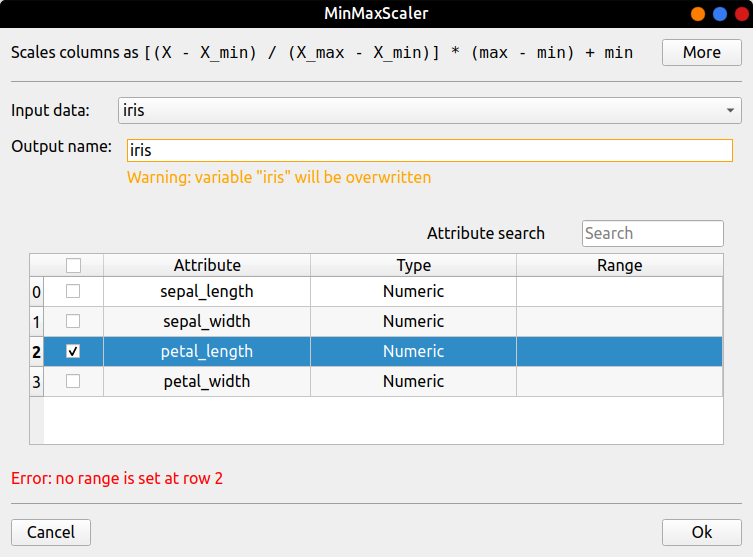 MinMaxScaler
Scales columns as [(X - X_min) / (X_max - X_min)] * (max - min) + min More
Input data: iris
Output name: iris
Warning: variable "iris" will be overwritten
Attribute search Search
Attribute Type Range
0 sepal_length Numeric
1 sepal_width Numeric
2 petal_length Numeric
3 petal_width Numeric
Error: no range is set at row 2
Cancel Ok